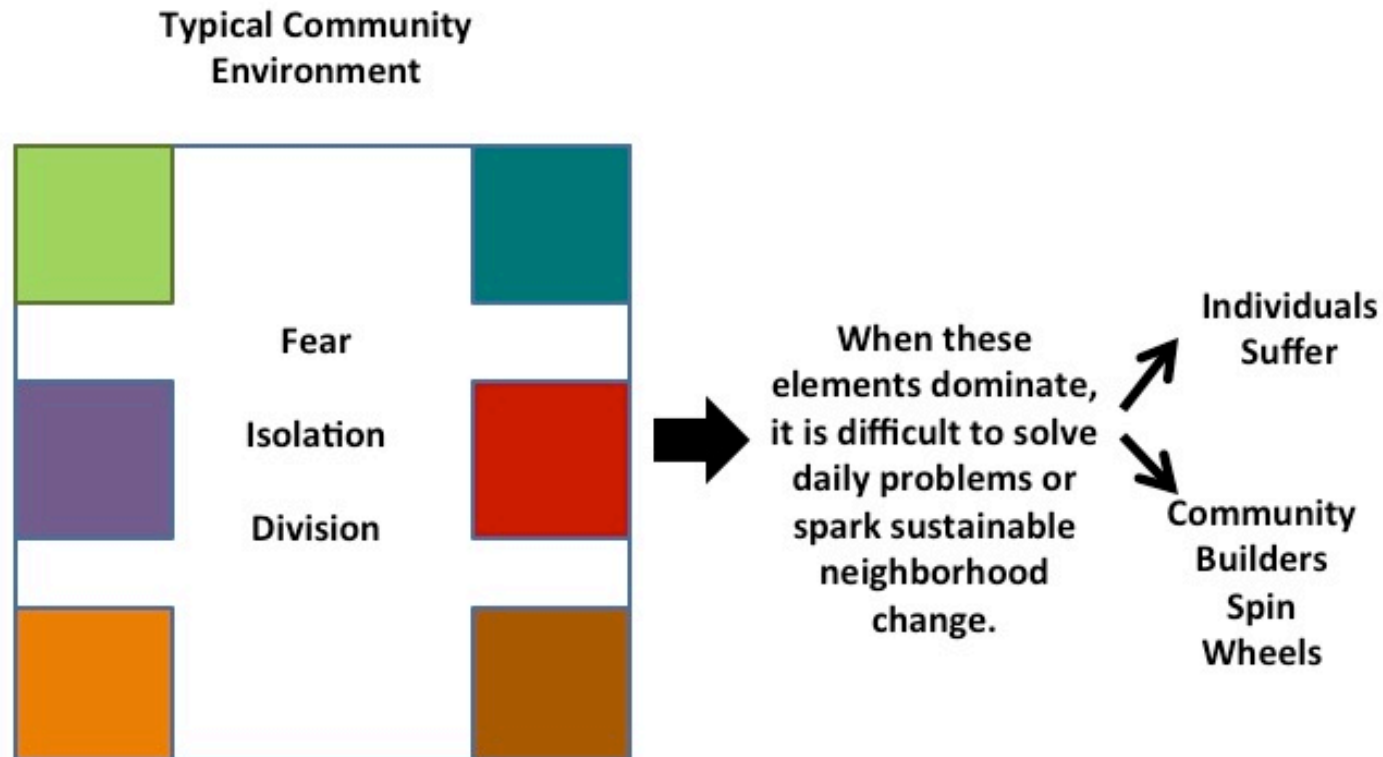 Typical Community
Environment
Fear
Isolation
Division
When these
elements dominate,
it is difficult to solve
daily problems or
spark sustainable
neighborhood
change.
Individuals
Suffer
Community
Builders
Spin
Wheels